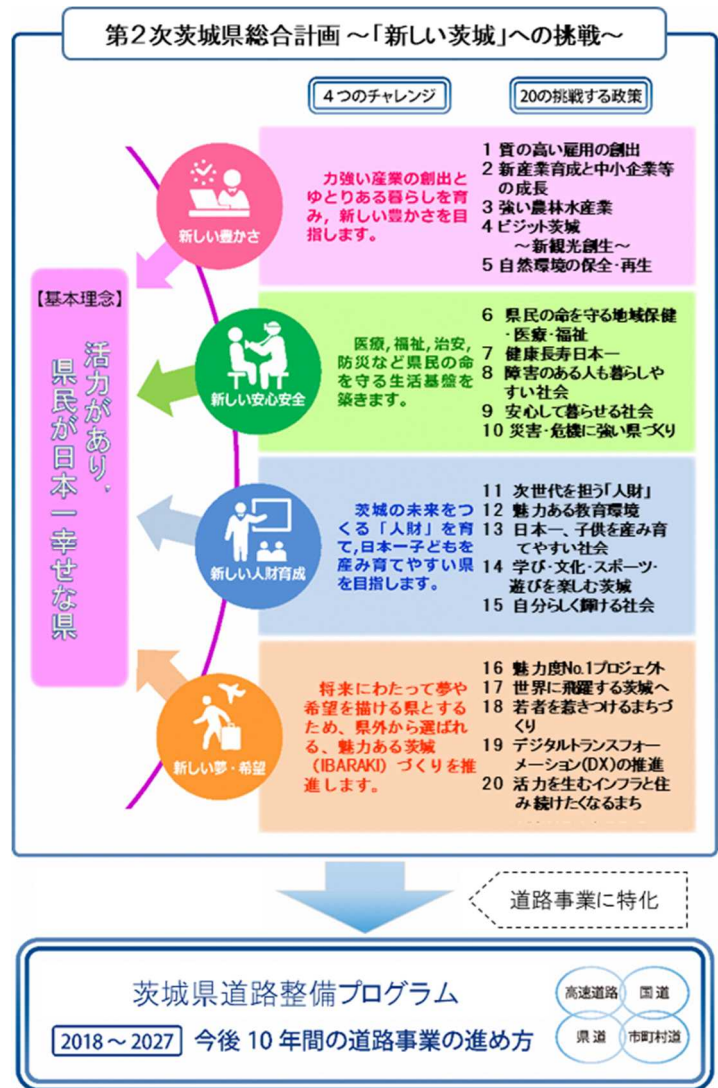 第2次茨城県総合計画 ～「新しい茨城」への挑戦～
4つのチャレンジ
20の挑戦する政策
【基本理念】
活力があり，
県民が日本一幸せな県
新しい豊かさ
力強い産業の創出と
ゆとりある暮らしを育
み，新しい豊かさを目
指します。
1 質の高い雇用の創出
2 新産業育成と中小企業等
の成長
3 強い農林水産業
4 ビジット茨城
～新観光創生～
5 自然環境の保全・再生
新しい安心安全
医療，福祉，治安，
防災など県民の命
を守る生活基盤を
築きます。
6 県民の命を守る地域保健
・医療・福祉
7 健康長寿日本一
8 障害のある人も暮らしや
すい社会
9 安心して暮らせる社会
10 災害・危機に強い県づくり
新しい人財育成
茨城の未来をつ
くる「人財」を育
て,日本一子どもを
産み育てやすい県
を目指します。
11 次世代を担う「人財」
12 魅力ある教育環境
13 日本一、子供を産み育
てやすい社会
14 学び・文化・スポーツ・
遊びを楽しむ茨城
15 自分らしく輝ける社会
新しい夢・希望
将来にわたって夢や
希望を描ける県とする
ため、県外から選ばれ
る、魅力ある茨城
（IBARAKI）づくりを推
進します。
16 魅力度No.1プロジェクト
17 世界に飛躍する茨城へ
18 若者を惹きつけるまちづ
くり
19 デジタルトランスフォー
メーション(DX)の推進
20 活力を生むインフラと住
み続けたくなるまち
道路事業に特化
茨城県道路整備プログラム
2018～2027 今後10年間の道路事業の進め方
高速道路 国道
県道 市町村道